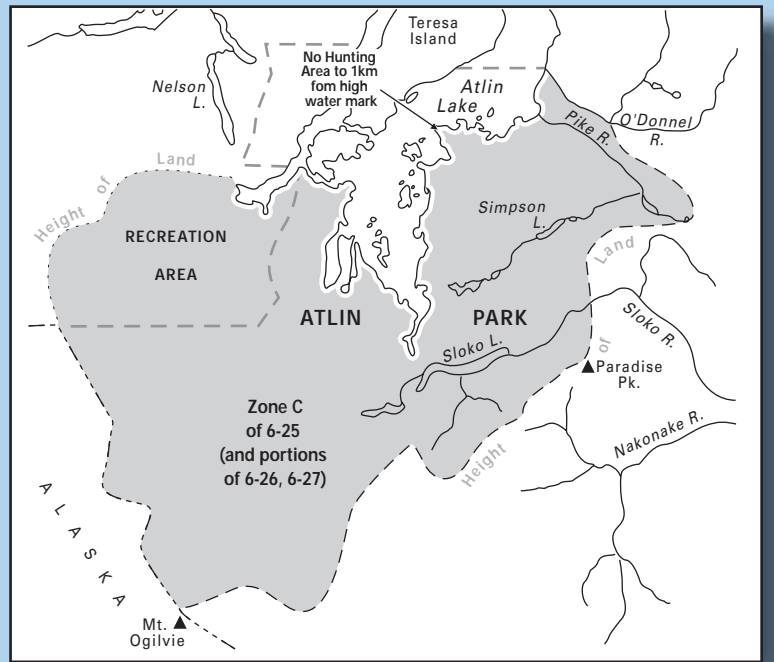 Teresa
Island
No Hunting
Area to 1km
fom high
water mark
Nelson
L.
Atlin
Lake
O'Donnel
R.
Pike R.
Land
of
Height
Simpson
L.
RECREATION
AREA
Land
of
Height
ATLIN
PARK
Sloko R.
Sloko L.
Paradise
Pk.
Zone C
of 6-25
(and portions
of 6-26, 6-27)
Nakonake R.
ALASKA
Mt.
Ogilvie